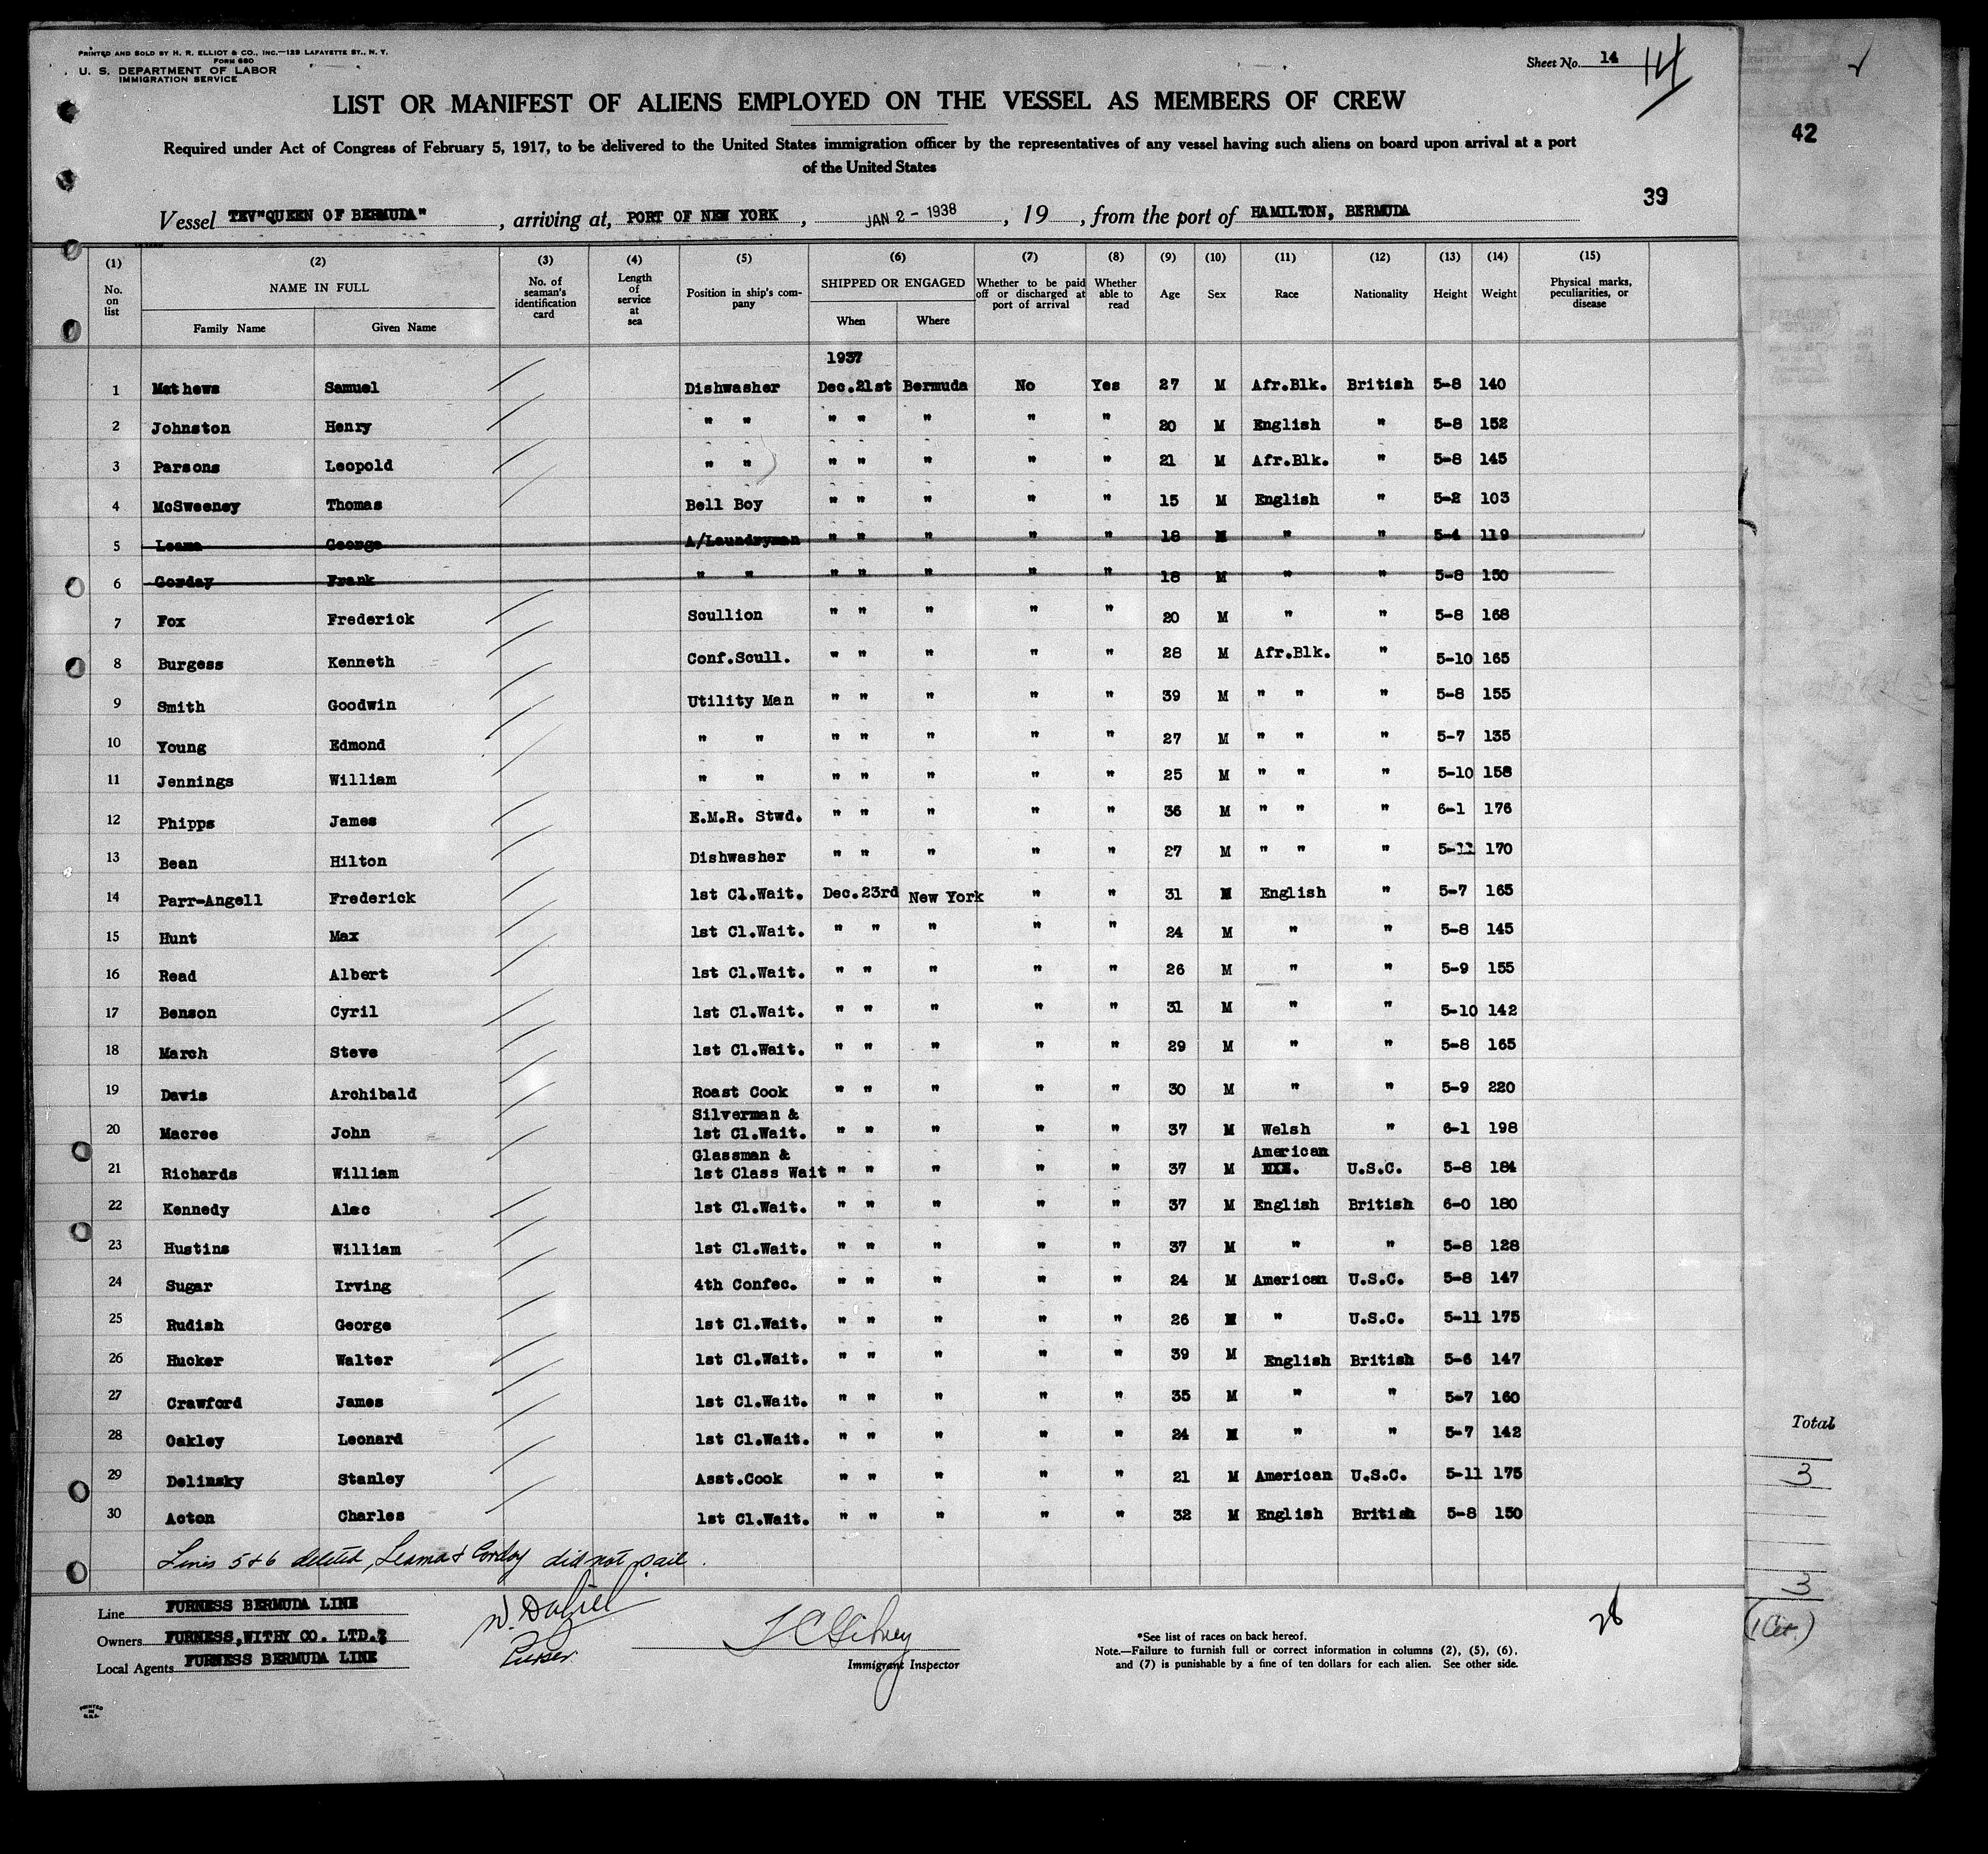 PRINTED AND SOLD BY H. R. ELLIOT & CO., INC.—129 LAFAYETTE ST., N. Y.
FORM 680
U. S. DEPARTMENT OF LABOR
IMMIGRATION SERVICE
Sheet No. 14 14
LIST OR MANIFEST OF ALIENS EMPLOYED ON THE VESSEL AS MEMBERS OF CREW
42
Required under Act of Congress of February 5, 1917, to be delivered to the United States immigration officer by the representatives of any vessel having such aliens on board upon arrival at a port
of the United States
39
Vessel TEV"QUEEN OF BERMUDA", arriving at, PORT OF NEW YORK, JAN 2 - 1938, 19 , from the port of HAMILTON, BERMUDA
(1) No. on list (2) NAME IN FULL Family Name Given Name (3) No. of seaman's identification card (4) Length of service at sea (5) Position in ship's company (6) SHIPPED OR ENGAGED When Where (7) Whether to be paid off or discharged at port of arrival (8) Whether able to read (9) Age (10) Sex (11) Race (12) Nationality (13) Height (14) Weight (15) Physical marks, peculiarities, or disease
1937
1 Mathews Samuel Dishwasher Dec.21st Bermuda No Yes 27 M Afr.Blk. British 5-8 140
2 Johnston Henry " " " " " " " 20 M English " 5-8 152
3 Parsons Leopold " " " " " " " 21 M Afr.Blk. " 5-8 145
4 McSweeney Thomas Bell Boy " " " " " 15 M English " 5-2 103
5 Leama George A/Laundryman " " " " " 18 M " " 5-4 119
6 Corday Frank " " " " " " " 18 M " " 5-8 150
7 Fox Frederick Scullion " " " " " 20 M " " 5-8 168
8 Burgess Kenneth Conf.Scull. " " " " " 28 M Afr.Blk. " 5-10 165
9 Smith Goodwin Utility Man " " " " " 39 M " " " 5-8 155
10 Young Edmond " " " " " " " 27 M " " " 5-7 135
11 Jennings William " " " " " " " 25 M " " " 5-10 158
12 Phipps James E.M.R. Stwd. " " " " " 36 M " " " 6-1 176
13 Bean Hilton Dishwasher " " " " " 27 M " " " 5-11 170
14 Parr-Angell Frederick 1st Cl.Wait. Dec.23rd New York " " 31 M English " 5-7 165
15 Hunt Max 1st Cl.Wait. " " " " " 24 M " " 5-8 145
16 Read Albert 1st Cl.Wait. " " " " " 26 M " " 5-9 155
17 Benson Cyril 1st Cl.Wait. " " " " " 31 M " " 5-10 142
18 March Steve 1st Cl.Wait. " " " " " 29 M " " 5-8 165
19 Davis Archibald Roast Cook " " " " " 30 M " " 5-9 220
20 Macree John Silverman & 1st Cl.Wait. " " " " " 37 M Welsh " 6-1 198
21 Richards William Glassman & 1st Class Wait " " " " " 37 M American U.S.C. 5-8 184
22 Kennedy Alec 1st Cl.Wait. " " " " " 37 M English British 6-0 180
23 Hustins William 1st Cl.Wait. " " " " " 37 M " " 5-8 128
24 Sugar Irving 4th Confec. " " " " " 24 M American U.S.C. 5-8 147
25 Rudish George 1st Cl.Wait. " " " " " 26 M " U.S.C. 5-11 175
26 Hucker Walter 1st Cl.Wait. " " " " " 39 M English British 5-6 147
27 Crawford James 1st Cl.Wait. " " " " " 35 M " " 5-7 160
28 Oakley Leonard 1st Cl.Wait. " " " " " 24 M " " 5-7 142
29 Delinsky Stanley Asst.Cook " " " " " 21 M American U.S.C. 5-11 175
30 Acton Charles 1st Cl.Wait. " " " " " 32 M English British 5-8 150
Total
3
3
(1 Cer.)
Lines 5 & 6 deleted, Leama & Corday did not sail.
Line FURNESS BERMUDA LINE
Owners FURNESS, WITHY CO. LTD.
Local Agents FURNESS BERMUDA LINE
Purser
Immigrant Inspector
28
*See list of races on back hereof.
Note.—Failure to furnish full or correct information in columns (2), (5), (6),
and (7) is punishable by a fine of ten dollars for each alien. See other side.
PRINTED IN U.S.A.